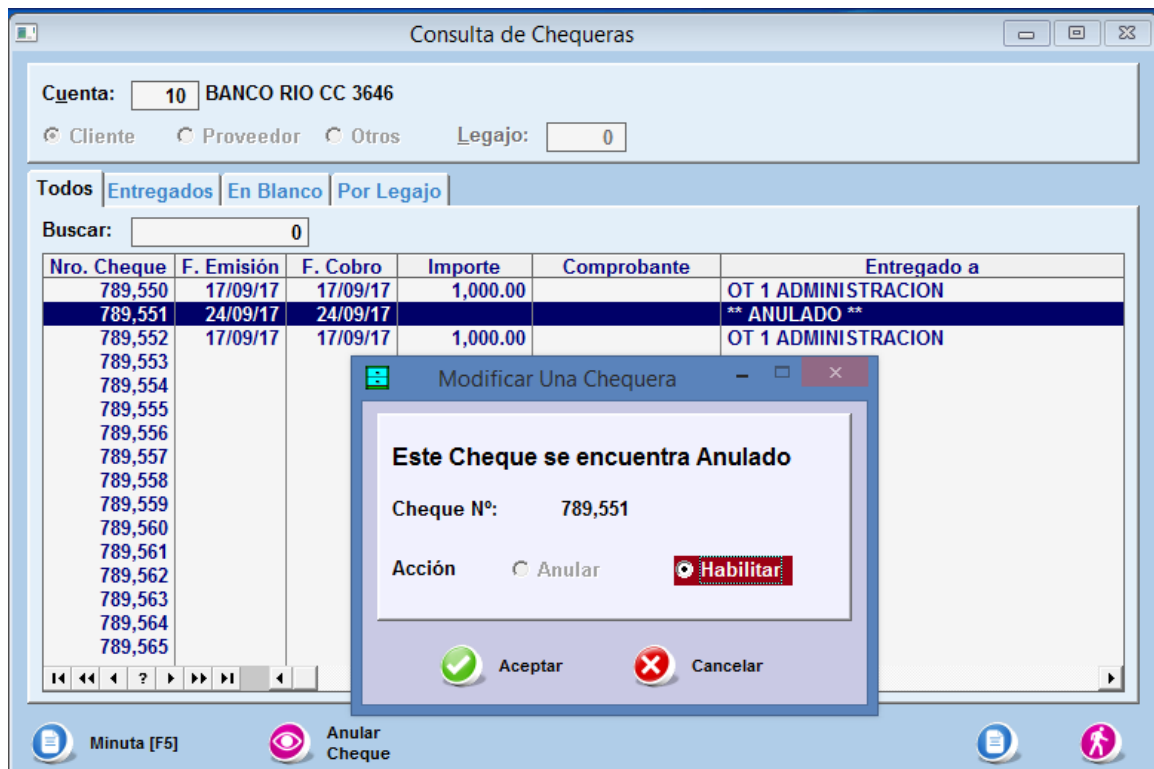 Consulta de Chequeras
Cuenta: 10 BANCO RIO CC 3646
Cliente Proveedor Otros Legajo: 0
Todos Entregados En Blanco Por Legajo
Buscar: 0
Nro. Cheque F. Emisión F. Cobro Importe Comprobante Entregado a
789,550 17/09/17 17/09/17 1,000.00 OT 1 ADMINISTRACION
789,551 24/09/17 24/09/17 ** ANULADO **
789,552 17/09/17 17/09/17 1,000.00 OT 1 ADMINISTRACION
789,553
789,554
789,555
789,556
789,557
789,558
789,559
789,560
789,561
789,562
789,563
789,564
789,565
Modificar Una Chequera
Este Cheque se encuentra Anulado
Cheque Nº: 789,551
Acción Anular Habilitar
Aceptar Cancelar
?
Minuta [F5] Anular
Cheque